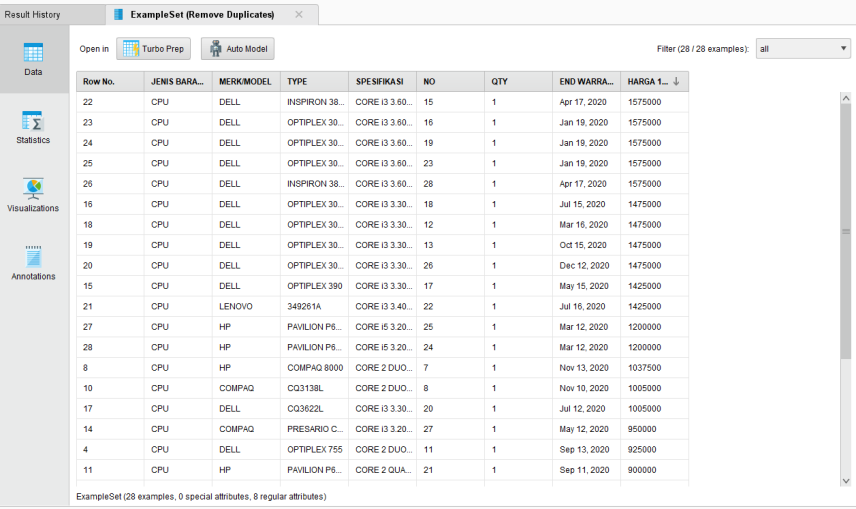 Result History
ExampleSet (Remove Duplicates)
Open in Turbo Prep Auto Model Filter (28 / 28 examples): all
Data
Statistics
Visualizations
Annotations
Row No. JENIS BARA... MERK/MODEL TYPE SPESIFIKASI NO QTY END WARRA... HARGA 1... ↓
22 CPU DELL INSPIRON 38... CORE i3 3.60... 15 1 Apr 17, 2020 1575000
23 CPU DELL OPTIPLEX 30... CORE i3 3.60... 16 1 Jan 19, 2020 1575000
24 CPU DELL OPTIPLEX 30... CORE i3 3.60... 19 1 Jan 19, 2020 1575000
25 CPU DELL OPTIPLEX 30... CORE i3 3.60... 23 1 Jan 19, 2020 1575000
26 CPU DELL INSPIRON 38... CORE i3 3.60... 28 1 Apr 17, 2020 1575000
16 CPU DELL OPTIPLEX 30... CORE i3 3.30... 18 1 Jul 15, 2020 1475000
18 CPU DELL OPTIPLEX 30... CORE i3 3.30... 12 1 Mar 16, 2020 1475000
19 CPU DELL OPTIPLEX 30... CORE i3 3.30... 13 1 Oct 15, 2020 1475000
20 CPU DELL OPTIPLEX 30... CORE i3 3.30... 26 1 Dec 12, 2020 1475000
15 CPU DELL OPTIPLEX 390 CORE i3 3.30... 17 1 May 15, 2020 1425000
21 CPU LENOVO 349261A CORE i3 3.40... 22 1 Jul 16, 2020 1425000
27 CPU HP PAVILION P6... CORE i5 3.20... 25 1 Mar 12, 2020 1200000
28 CPU HP PAVILION P6... CORE i5 3.20... 24 1 Mar 12, 2020 1200000
8 CPU HP COMPAQ 8000 CORE 2 DUO... 7 1 Nov 13, 2020 1037500
10 CPU COMPAQ CQ3138L CORE 2 DUO... 8 1 Nov 10, 2020 1005000
17 CPU DELL CQ3622L CORE i3 3.30... 20 1 Jul 12, 2020 1005000
14 CPU COMPAQ PRESARIO C... CORE i3 3.20... 27 1 May 12, 2020 950000
4 CPU DELL OPTIPLEX 755 CORE 2 DUO... 11 1 Sep 13, 2020 925000
11 CPU HP PAVILION P6... CORE 2 QUA... 21 1 Sep 11, 2020 900000
ExampleSet (28 examples, 0 special attributes, 8 regular attributes)